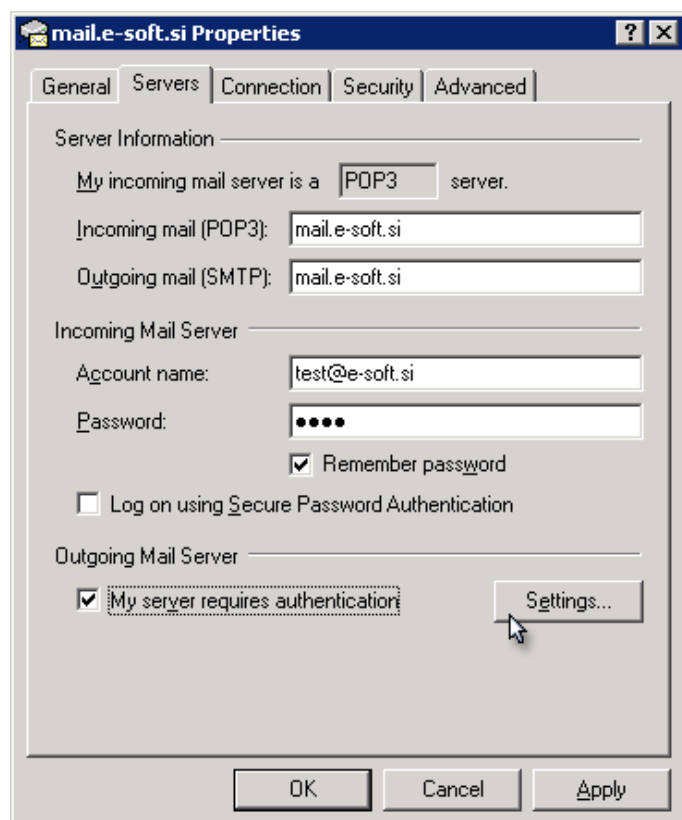 mail.e-soft.si Properties
General Servers Connection Security Advanced
Server Information
My incoming mail server is a POP3 server.
Incoming mail (POP3): mail.e-soft.si
Outgoing mail (SMTP): mail.e-soft.si
Incoming Mail Server
Account name: test@e-soft.si
Password: ●●●●
Remember password
Log on using Secure Password Authentication
Outgoing Mail Server
My server requires authentication Settings...
OK Cancel Apply